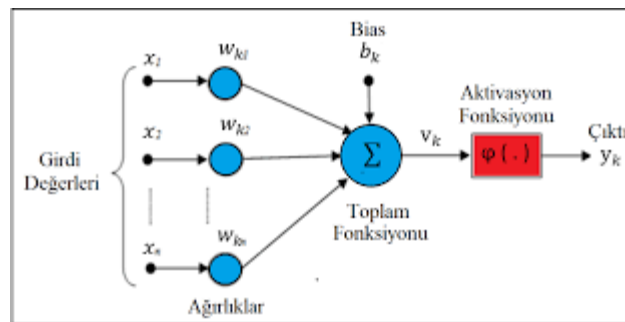 Bias
b_k
x_1
w_k1
Aktivasyon
Fonksiyonu
x_2
w_k2
Girdi
Değerleri
Σ
v_k
φ(.)
Çıktı
y_k
Toplam
Fonksiyonu
x_n
w_kn
Ağırlıklar